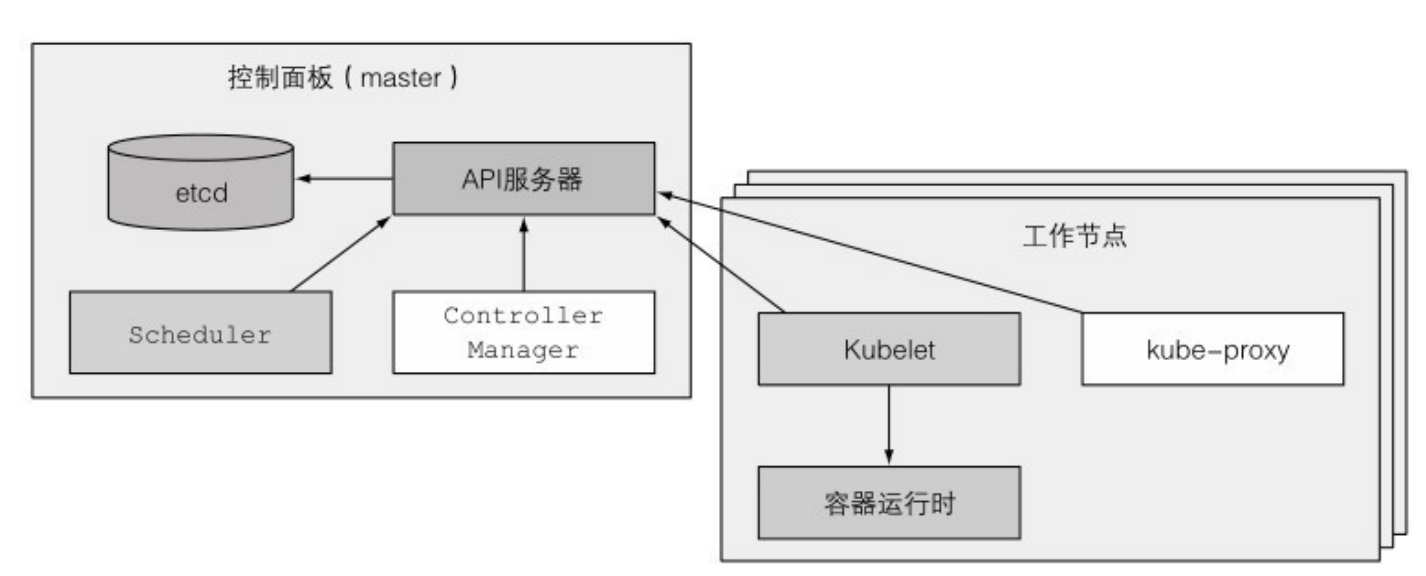 控制面板（master）
etcd
API服务器
Scheduler
Controller
Manager
工作节点
Kubelet
kube-proxy
容器运行时